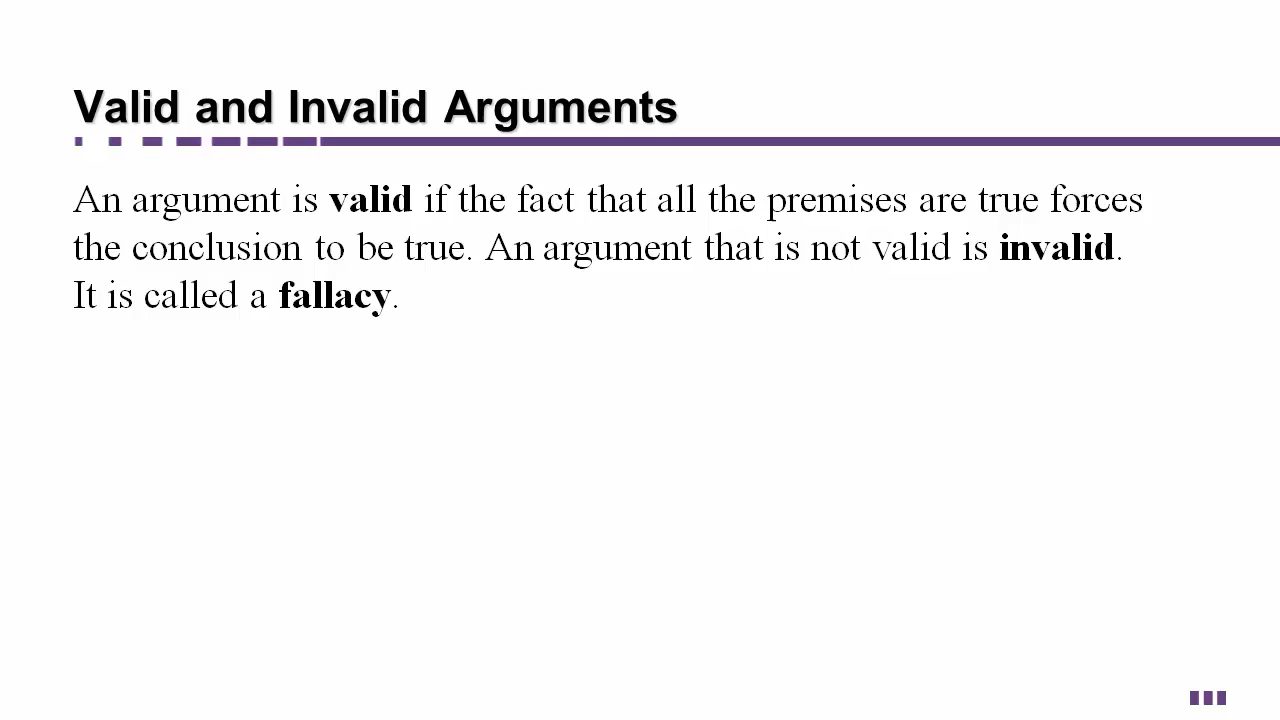 Valid and Invalid Arguments
An argument is valid if the fact that all the premises are true forces
the conclusion to be true. An argument that is not valid is invalid.
It is called a fallacy.